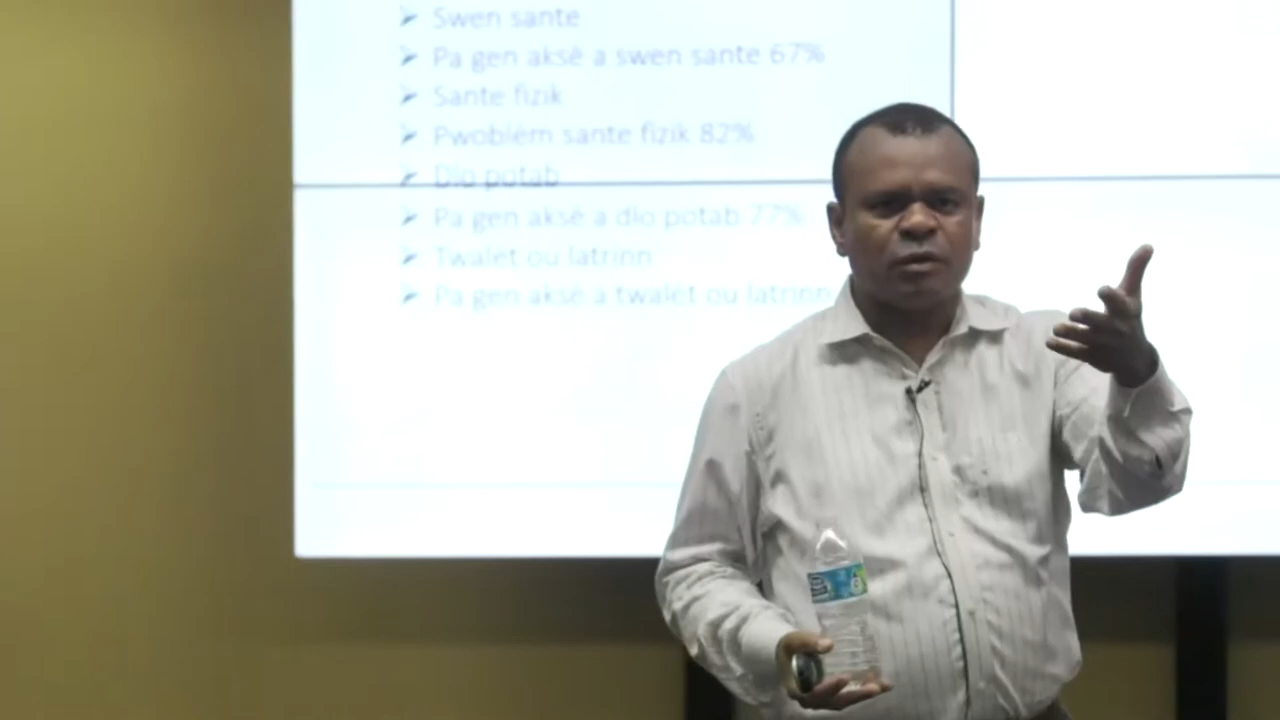 ➢ Swen sante
➢ Pa gen aksè a swen sante 67%
➢ Sante fizik
➢ Pwoblèm sante fizik 82%
➢ Dlo potab
➢ Pa gen aksè a dlo potab 77%
➢ Twalèt ou latrinn
➢ Pa gen aksè a twalèt ou latrinn